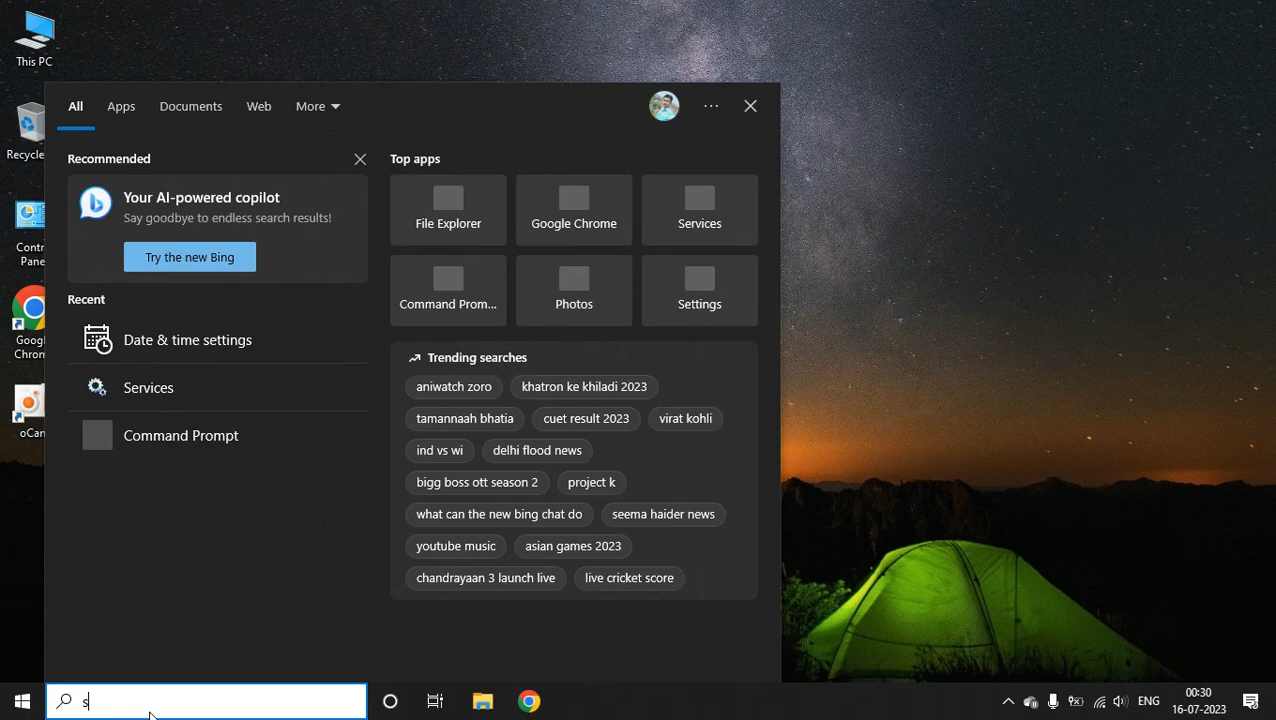 This PC
Recycle
Contr
Pane
Goog
Chrom
oCan
All
Apps
Documents
Web
More
Recommended
Your AI-powered copilot
Say goodbye to endless search results!
Try the new Bing
Recent
Date & time settings
Services
Command Prompt
Top apps
File Explorer
Google Chrome
Services
Command Prom...
Photos
Settings
Trending searches
aniwatch zoro
khatron ke khiladi 2023
tamannaah bhatia
cuet result 2023
virat kohli
ind vs wi
delhi flood news
bigg boss ott season 2
project k
what can the new bing chat do
seema haider news
youtube music
asian games 2023
chandrayaan 3 launch live
live cricket score
s
ENG
00:30
16-07-2023